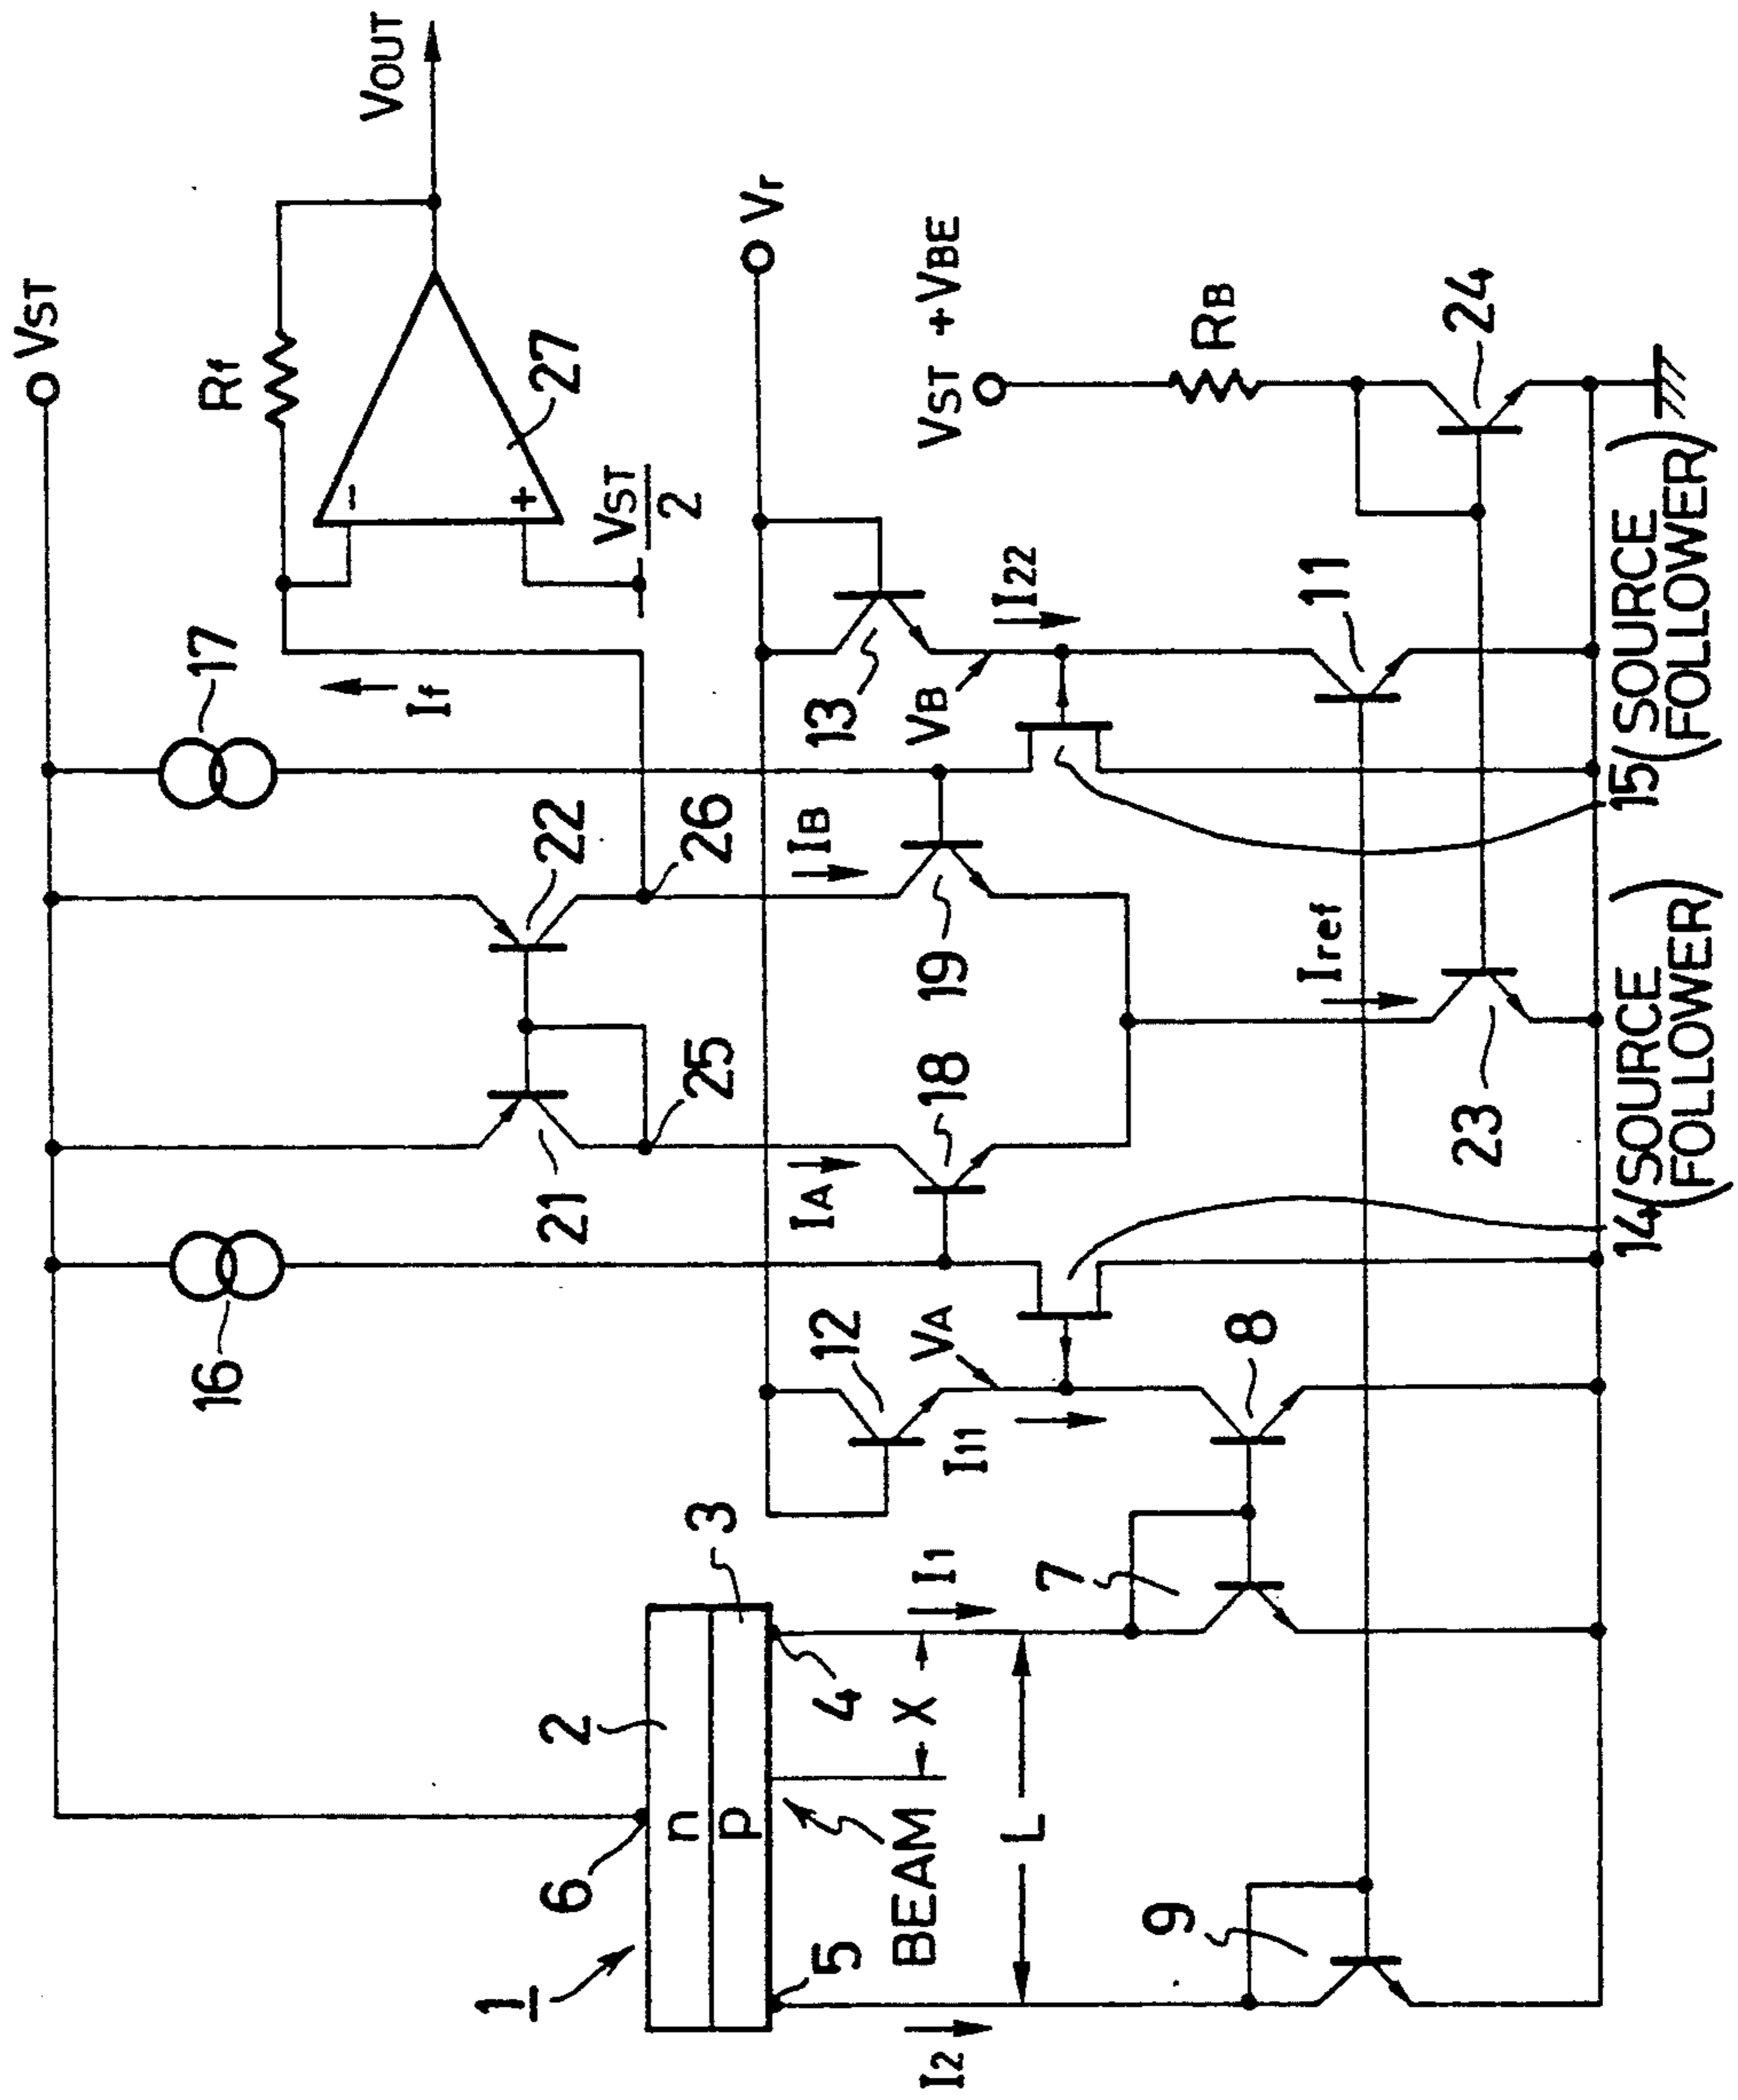 VST
VOUT
Rf
27
-
+
VST
2
17
If
Vr
22
26
IB
13
VB
I22
VST +VBE
RB
24
11
19
Iref
21
25
18
IA
23
15(SOURCE
FOLLOWER)
16
12
VA
8
14(SOURCE
FOLLOWER)
I11
3
7
I1
2
4
X
n
p
6
BEAM
L
1
5
9
I2